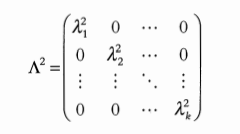 Λ² = ( λ₁² 0 ⋯ 0
0 λ₂² ⋯ 0
⋮ ⋮ ⋱ ⋮
0 0 ⋯ λₖ² )